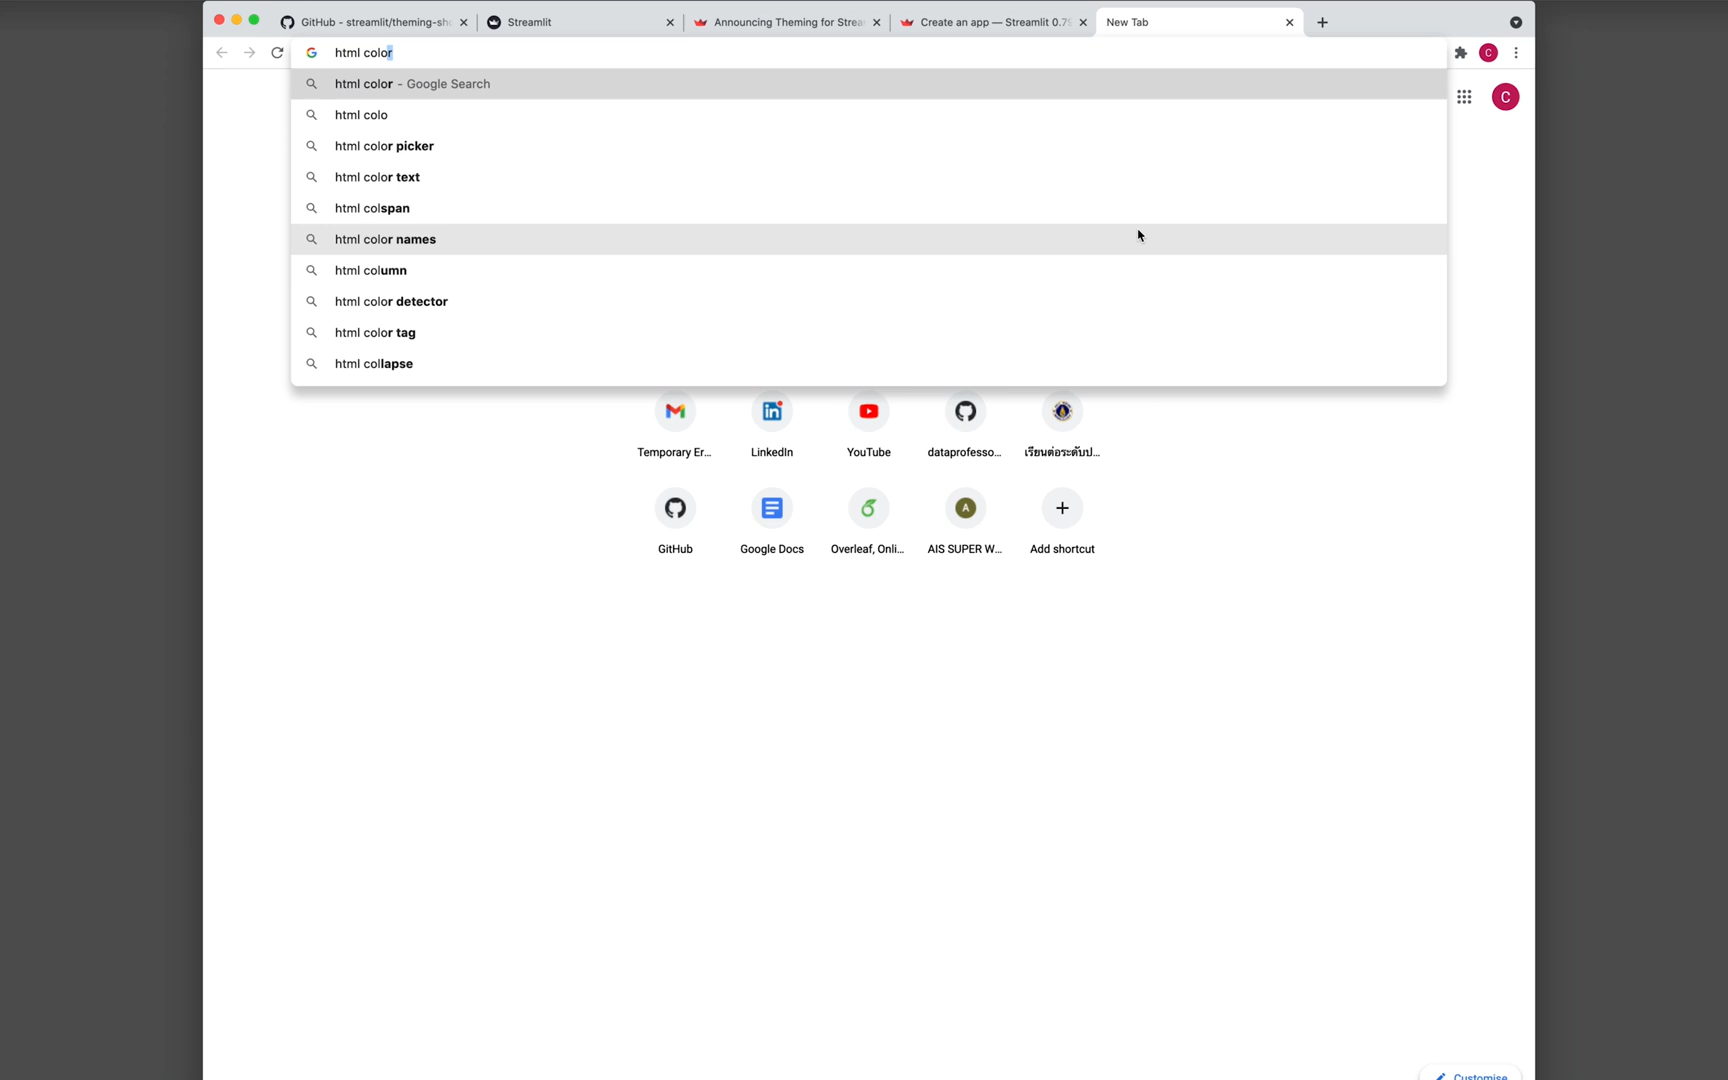 GitHub - streamlit/theming-sh
Streamlit
Announcing Theming for Strea
Create an app — Streamlit 0.79
New Tab
html color
html color - Google Search
C
html colo
C
html color picker
html color text
html colspan
html color names
html column
html color detector
html color tag
html collapse
Temporary Er...
LinkedIn
YouTube
dataprofesso...
เรียนต่อระดับป...
A
GitHub
Google Docs
Overleaf, Onli...
AIS SUPER W...
Add shortcut
Customise